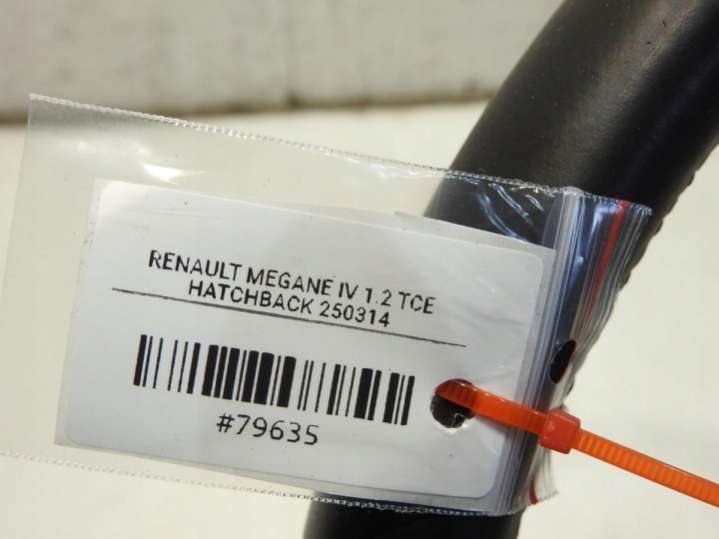 RENAULT MEGANE IV 1.2 TCE
HATCHBACK 250314
#79635